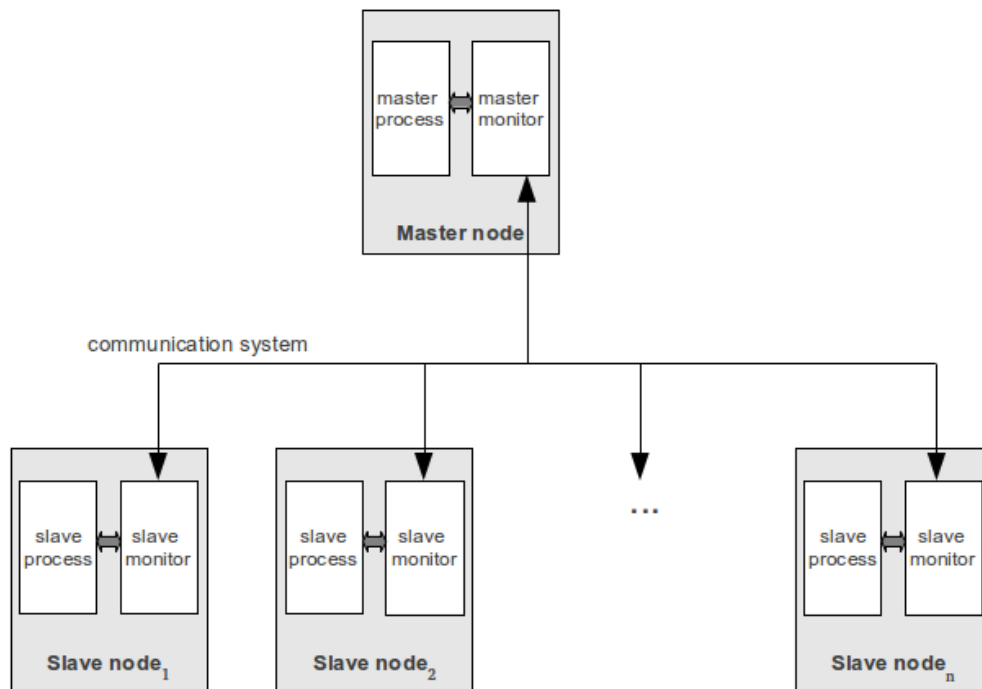 master process
master monitor
Master node
communication system
slave process
slave monitor
Slave node1
slave process
slave monitor
Slave node2
...
slave process
slave monitor
Slave noden